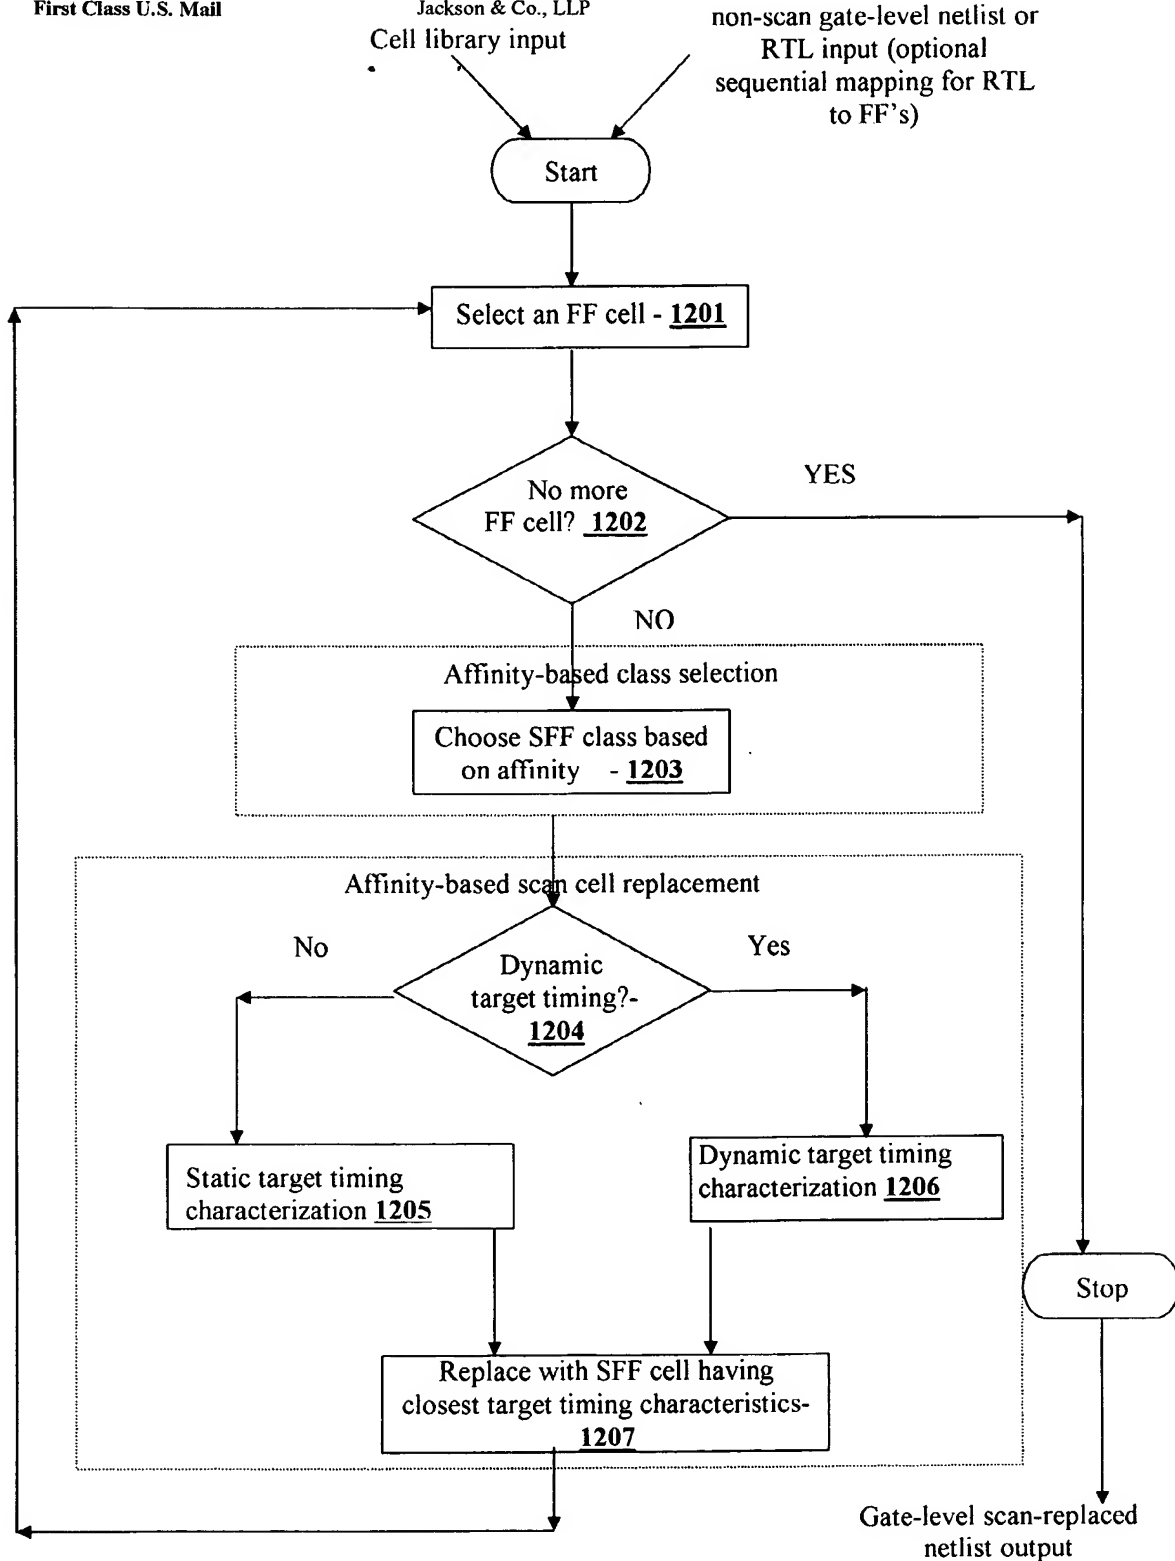 First Class U.S. Mail
Jackson & Co., LLP
Cell library input
non-scan gate-level netlist or
RTL input (optional
sequential mapping for RTL
to FF's)
Start
Select an FF cell - 1201
No more
FF cell? 1202
YES
NO
Affinity-based class selection
Choose SFF class based
on affinity - 1203
Affinity-based scan cell replacement
No
Yes
Dynamic
target timing?-
1204
Static target timing
characterization 1205
Dynamic target timing
characterization 1206
Stop
Replace with SFF cell having
closest target timing characteristics-
1207
Gate-level scan-replaced
netlist output